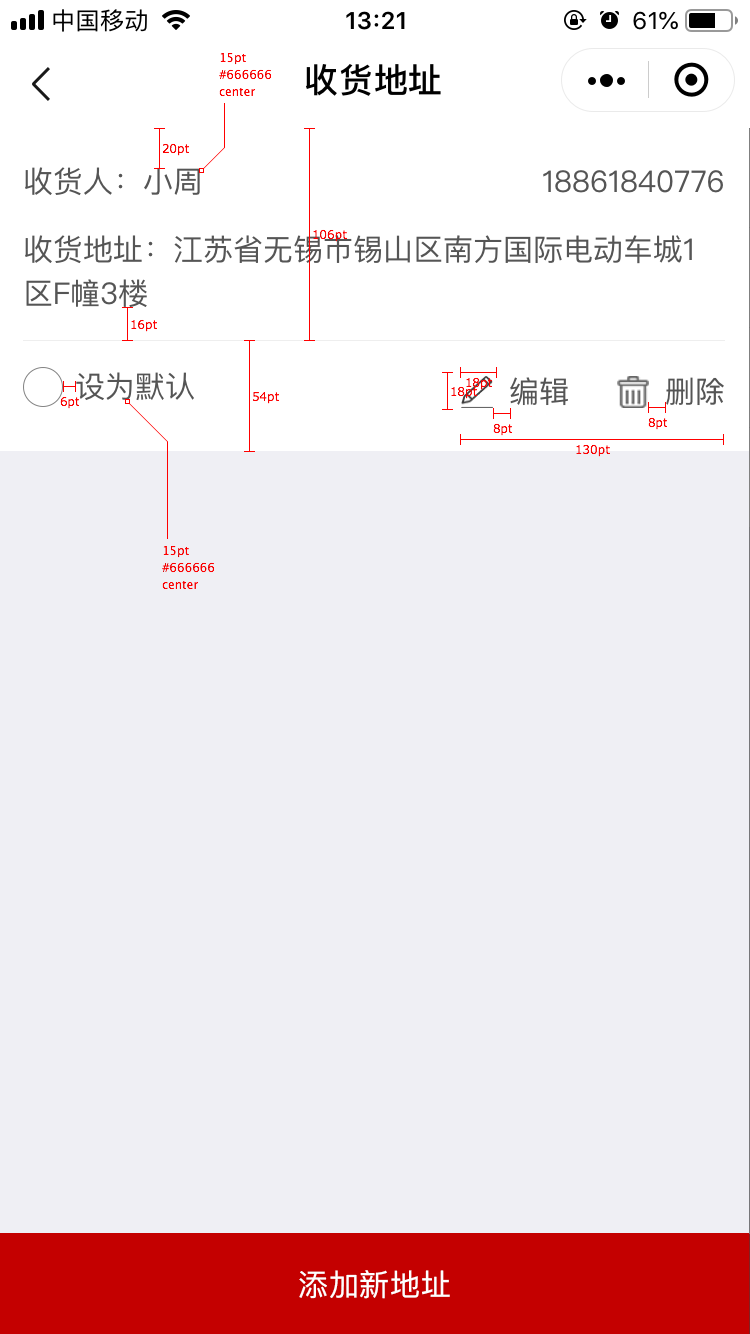 中国移动 13:21 61%
收货地址
15pt
#666666
center
20pt
收货人：小周 18861840776
106pt
收货地址：江苏省无锡市锡山区南方国际电动车城1
区F幢3楼
16pt
设为默认 编辑 删除
6pt
54pt
18pt
18pt
8pt
8pt
130pt
15pt
#666666
center
添加新地址